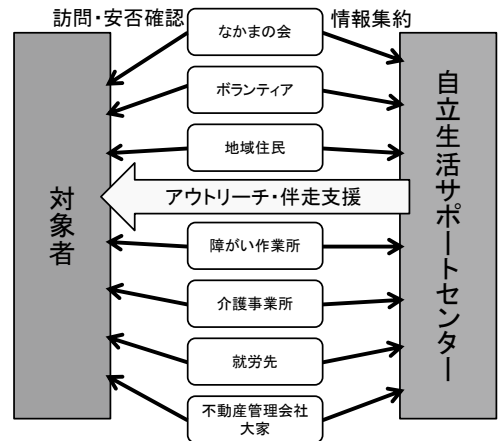 訪問・安否確認
情報集約
なかまの会
ボランティア
地域住民
アウトリーチ・伴走支援
障がい作業所
介護事業所
就労先
不動産管理会社
大家
対象者
自立生活サポートセンター